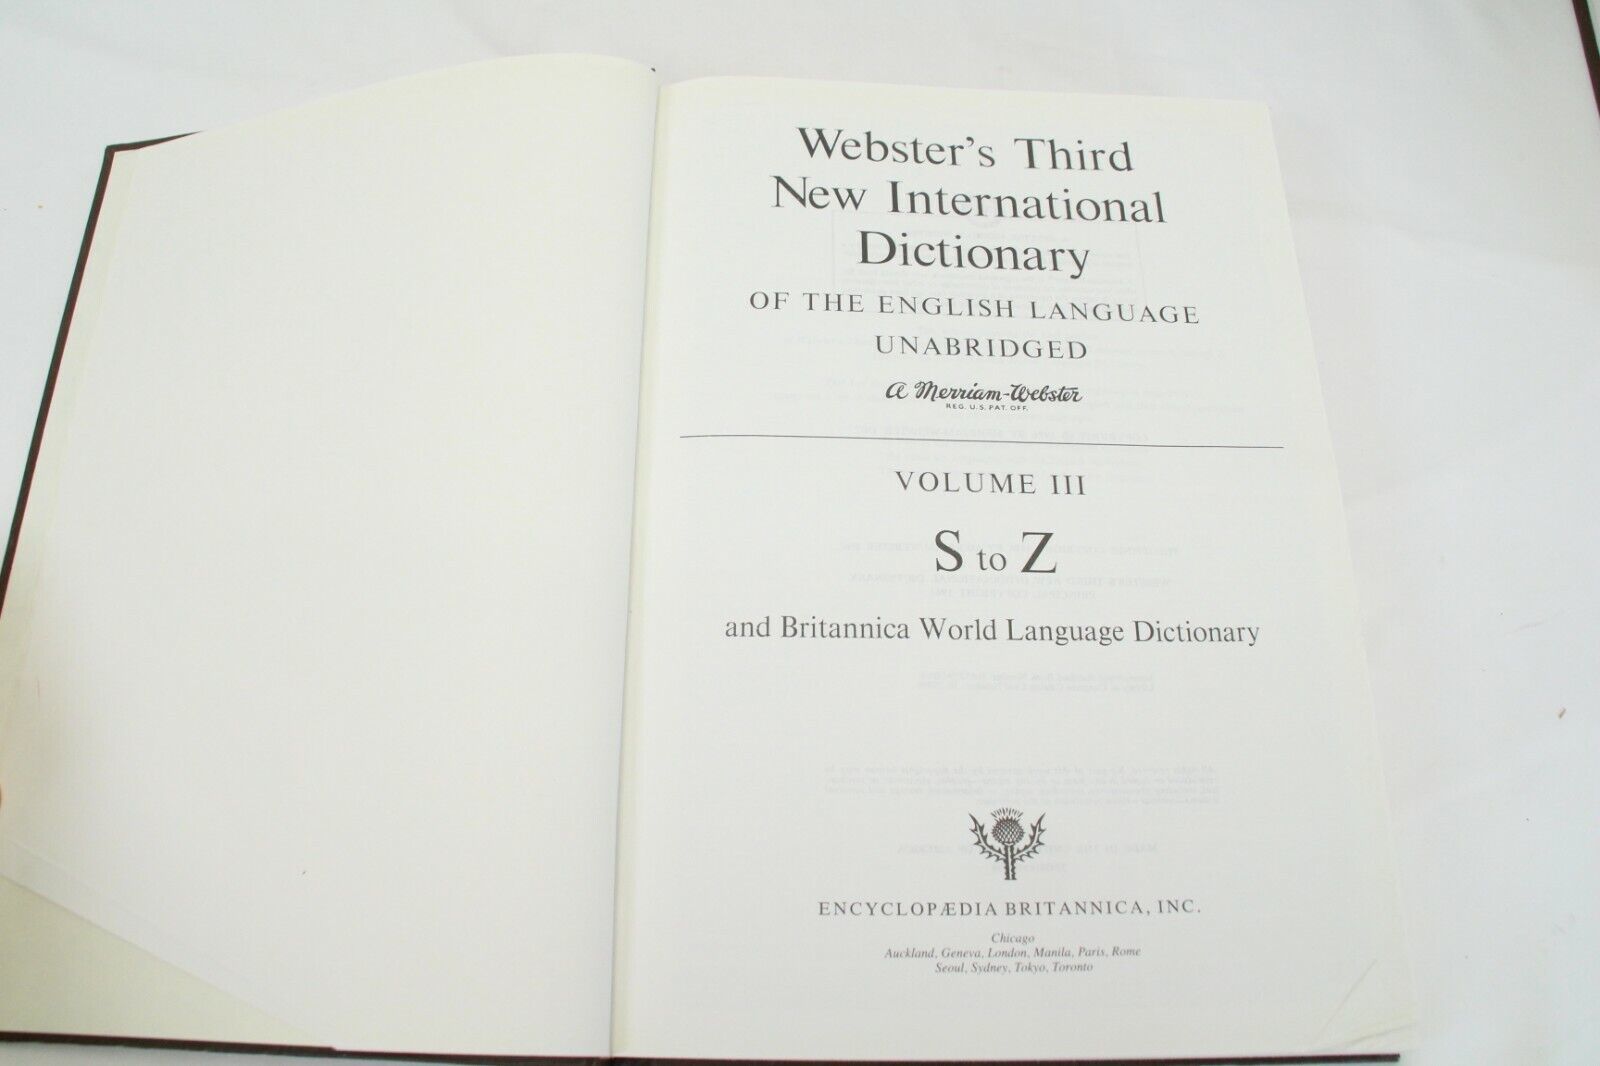 Webster's Third
New International
Dictionary
OF THE ENGLISH LANGUAGE
UNABRIDGED
A Merriam-Webster
REG. U.S. PAT. OFF.
VOLUME III
S to Z
and Britannica World Language Dictionary
ENCYCLOPÆDIA BRITANNICA, INC.
Chicago
Auckland, Geneva, London, Manila, Paris, Rome
Seoul, Sydney, Tokyo, Toronto